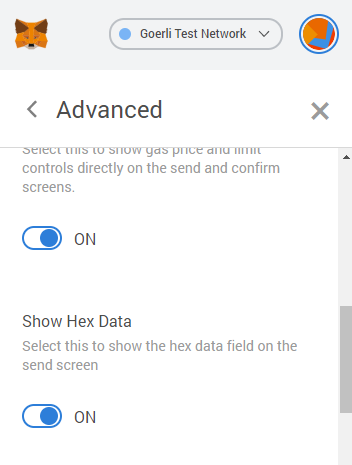 Goerli Test Network
Advanced
Select this to show gas price and limit
controls directly on the send and confirm
screens.
ON
Show Hex Data
Select this to show the hex data field on the
send screen
ON